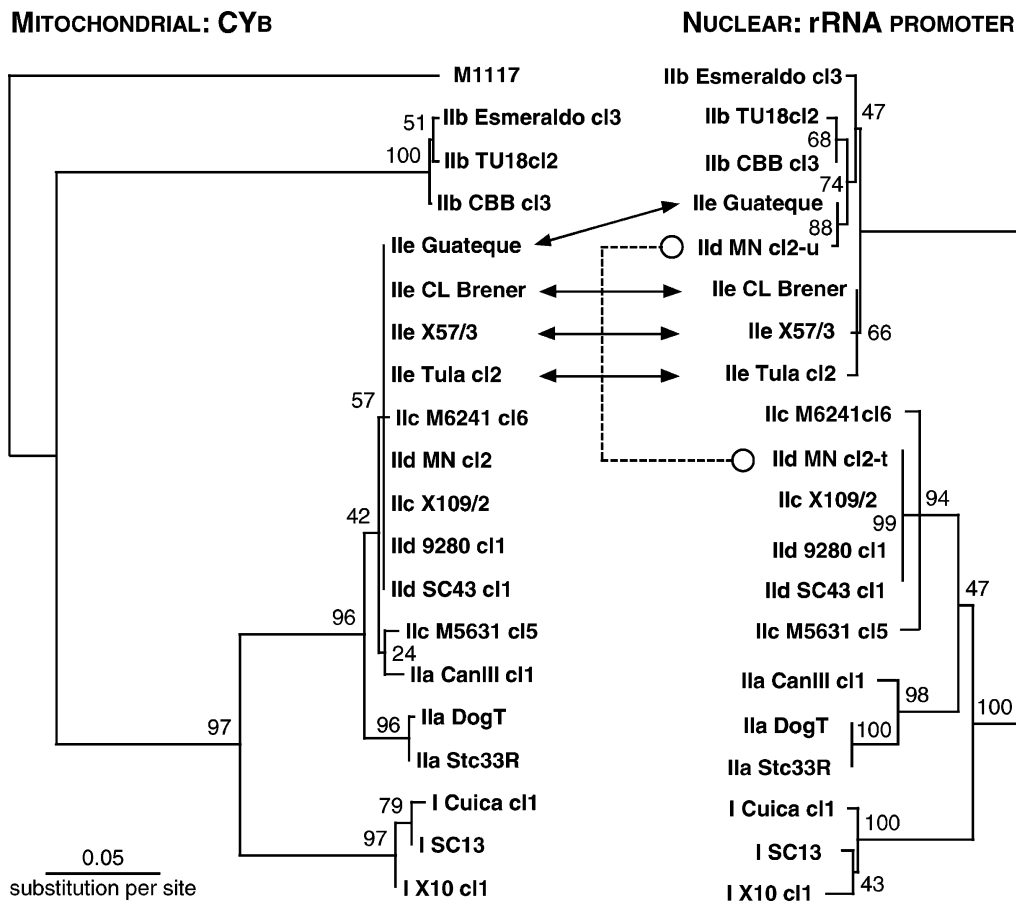 MITOCHONDRIAL: CYB
M1117
IIb Esmeraldo cl3
51
100
IIb TU18cl2
IIb CBB cl3
IIe Guateque
IIe CL Brener
IIe X57/3
IIe Tula cl2
57
IIc M6241 cl6
IId MN cl2
IIc X109/2
42
IId 9280 cl1
IId SC43 cl1
96
IIc M5631 cl5
24
IIa CanIII cl1
97
96
IIa DogT
IIa Stc33R
79
I Cuica cl1
97
I SC13
I X10 cl1
0.05
substitution per site
NUCLEAR: rRNA PROMOTER
IIb Esmeraldo cl3
47
IIb TU18cl2
68
IIb CBB cl3
74
IIe Guateque
88
IId MN cl2-u
IIe CL Brener
IIe X57/3
66
IIe Tula cl2
IIc M6241cl6
IId MN cl2-t
IIc X109/2
94
99
IId 9280 cl1
IId SC43 cl1
47
IIc M5631 cl5
IIa CanIII cl1
98
100
IIa DogT
100
IIa Stc33R
I Cuica cl1
100
I SC13
43
I X10 cl1